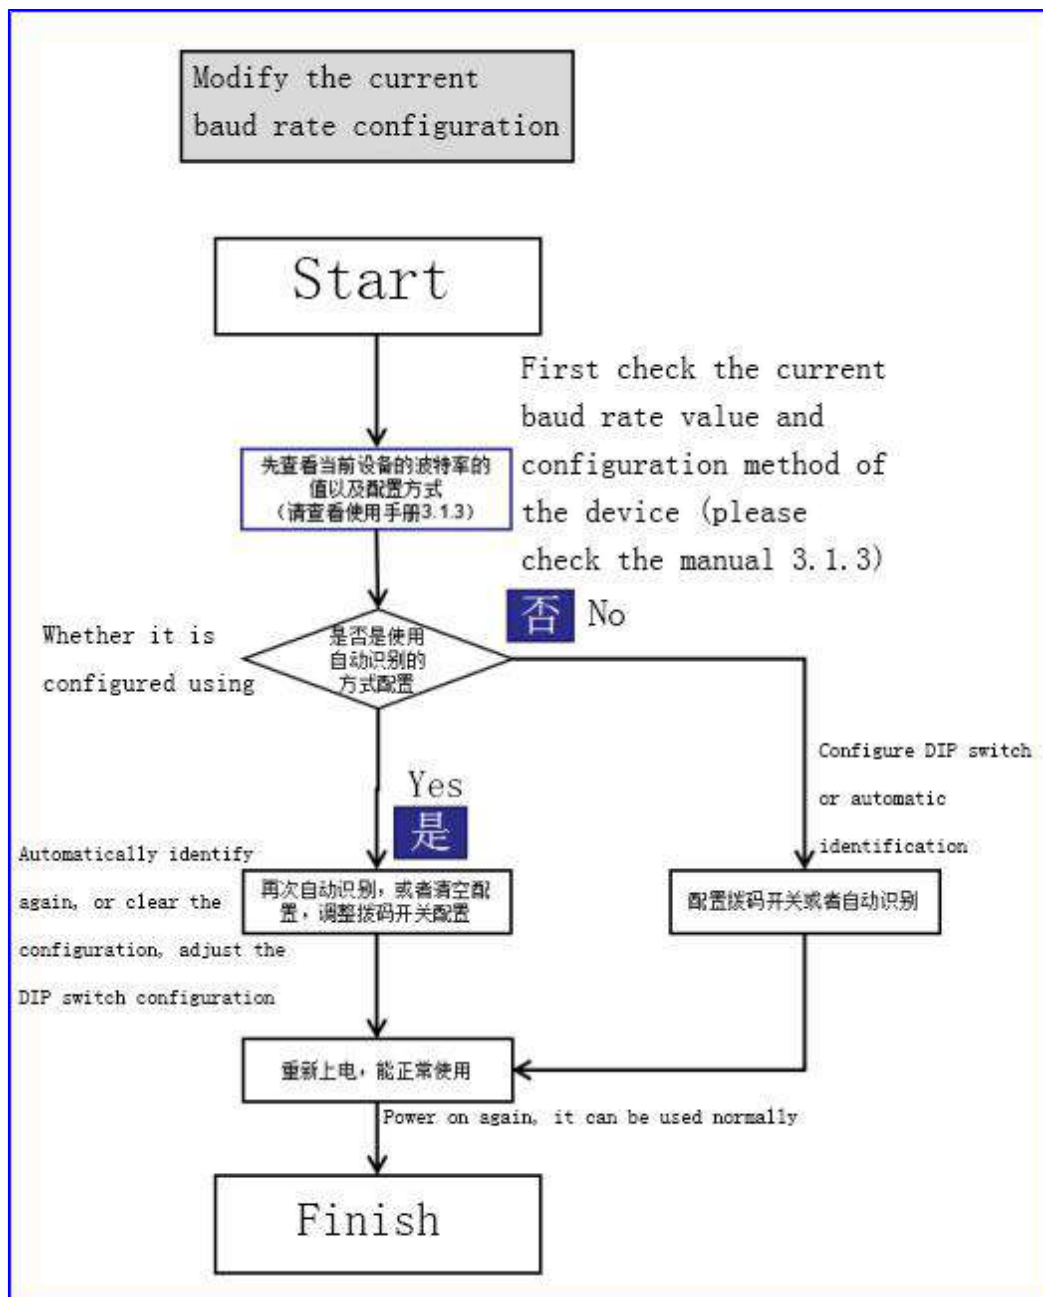 Modify the current
baud rate configuration
Start
First check the current
baud rate value and
configuration method of
the device (please
check the manual 3.1.3)
先查看当前设备的波特率的
值以及配置方式
（请查看使用手册3.1.3）
否 No
Whether it is
configured using
是否是使用
自动识别的
方式配置
Yes
是
Configure DIP switch
or automatic
identification
Automatically identify
again, or clear the
configuration, adjust the
DIP switch configuration
再次自动识别，或者清空配
置，调整拨码开关配置
配置拨码开关或者自动识别
重新上电，能正常使用
Power on again, it can be used normally
Finish